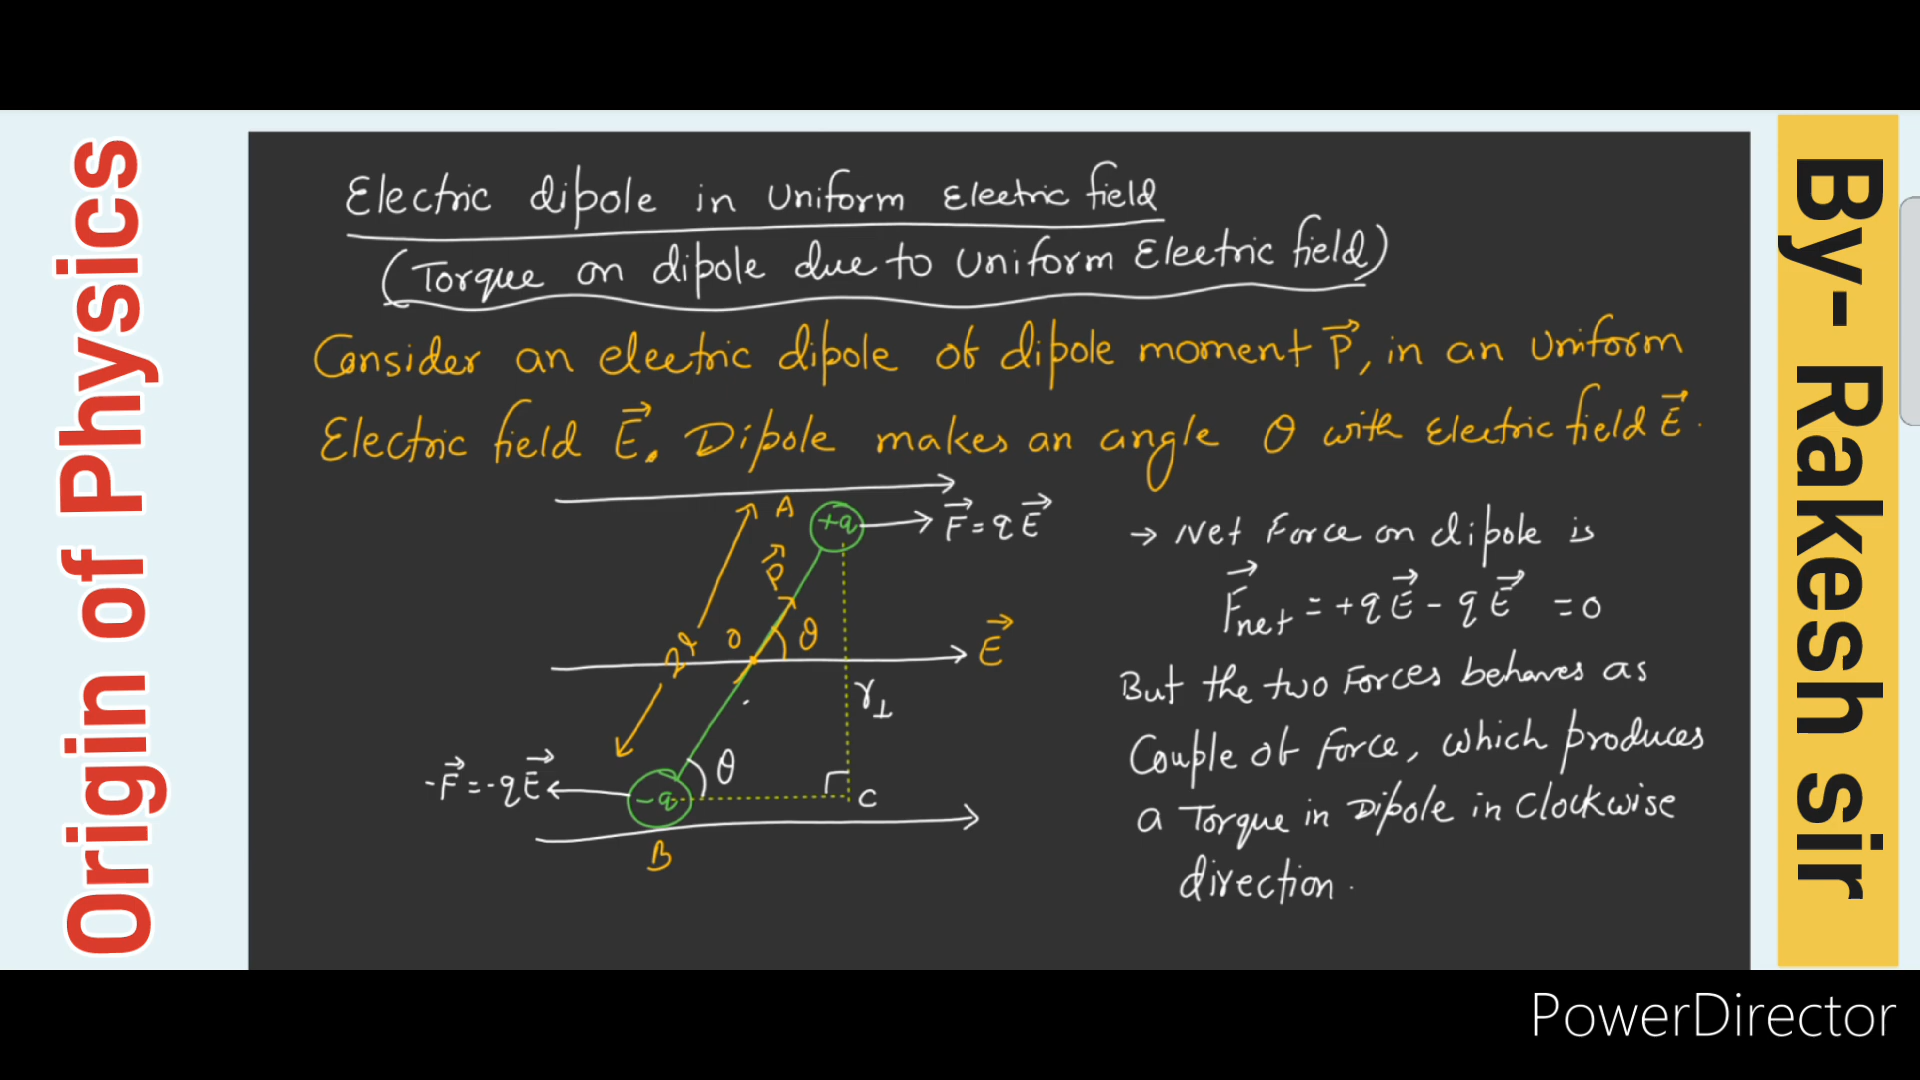 Origin of Physics
By- Rakesh sir
Electric dipole in Uniform Electric field
(Torque on dipole due to Uniform Electric field)
Consider an electric dipole of dipole moment P⃗, in an Uniform
Electric field E⃗. Dipole makes an angle θ with Electric field E⃗.
A
+q
F⃗ = qE⃗
P⃗
2l
O
θ
E⃗
r⊥
-F⃗ = -qE⃗
-q
θ
C
B
→ Net Force on dipole is
F⃗net = +qE⃗ - qE⃗ = 0
But the two Forces behaves as
Couple of force, which produces
a Torque in Dipole in Clockwise
direction.
PowerDirector